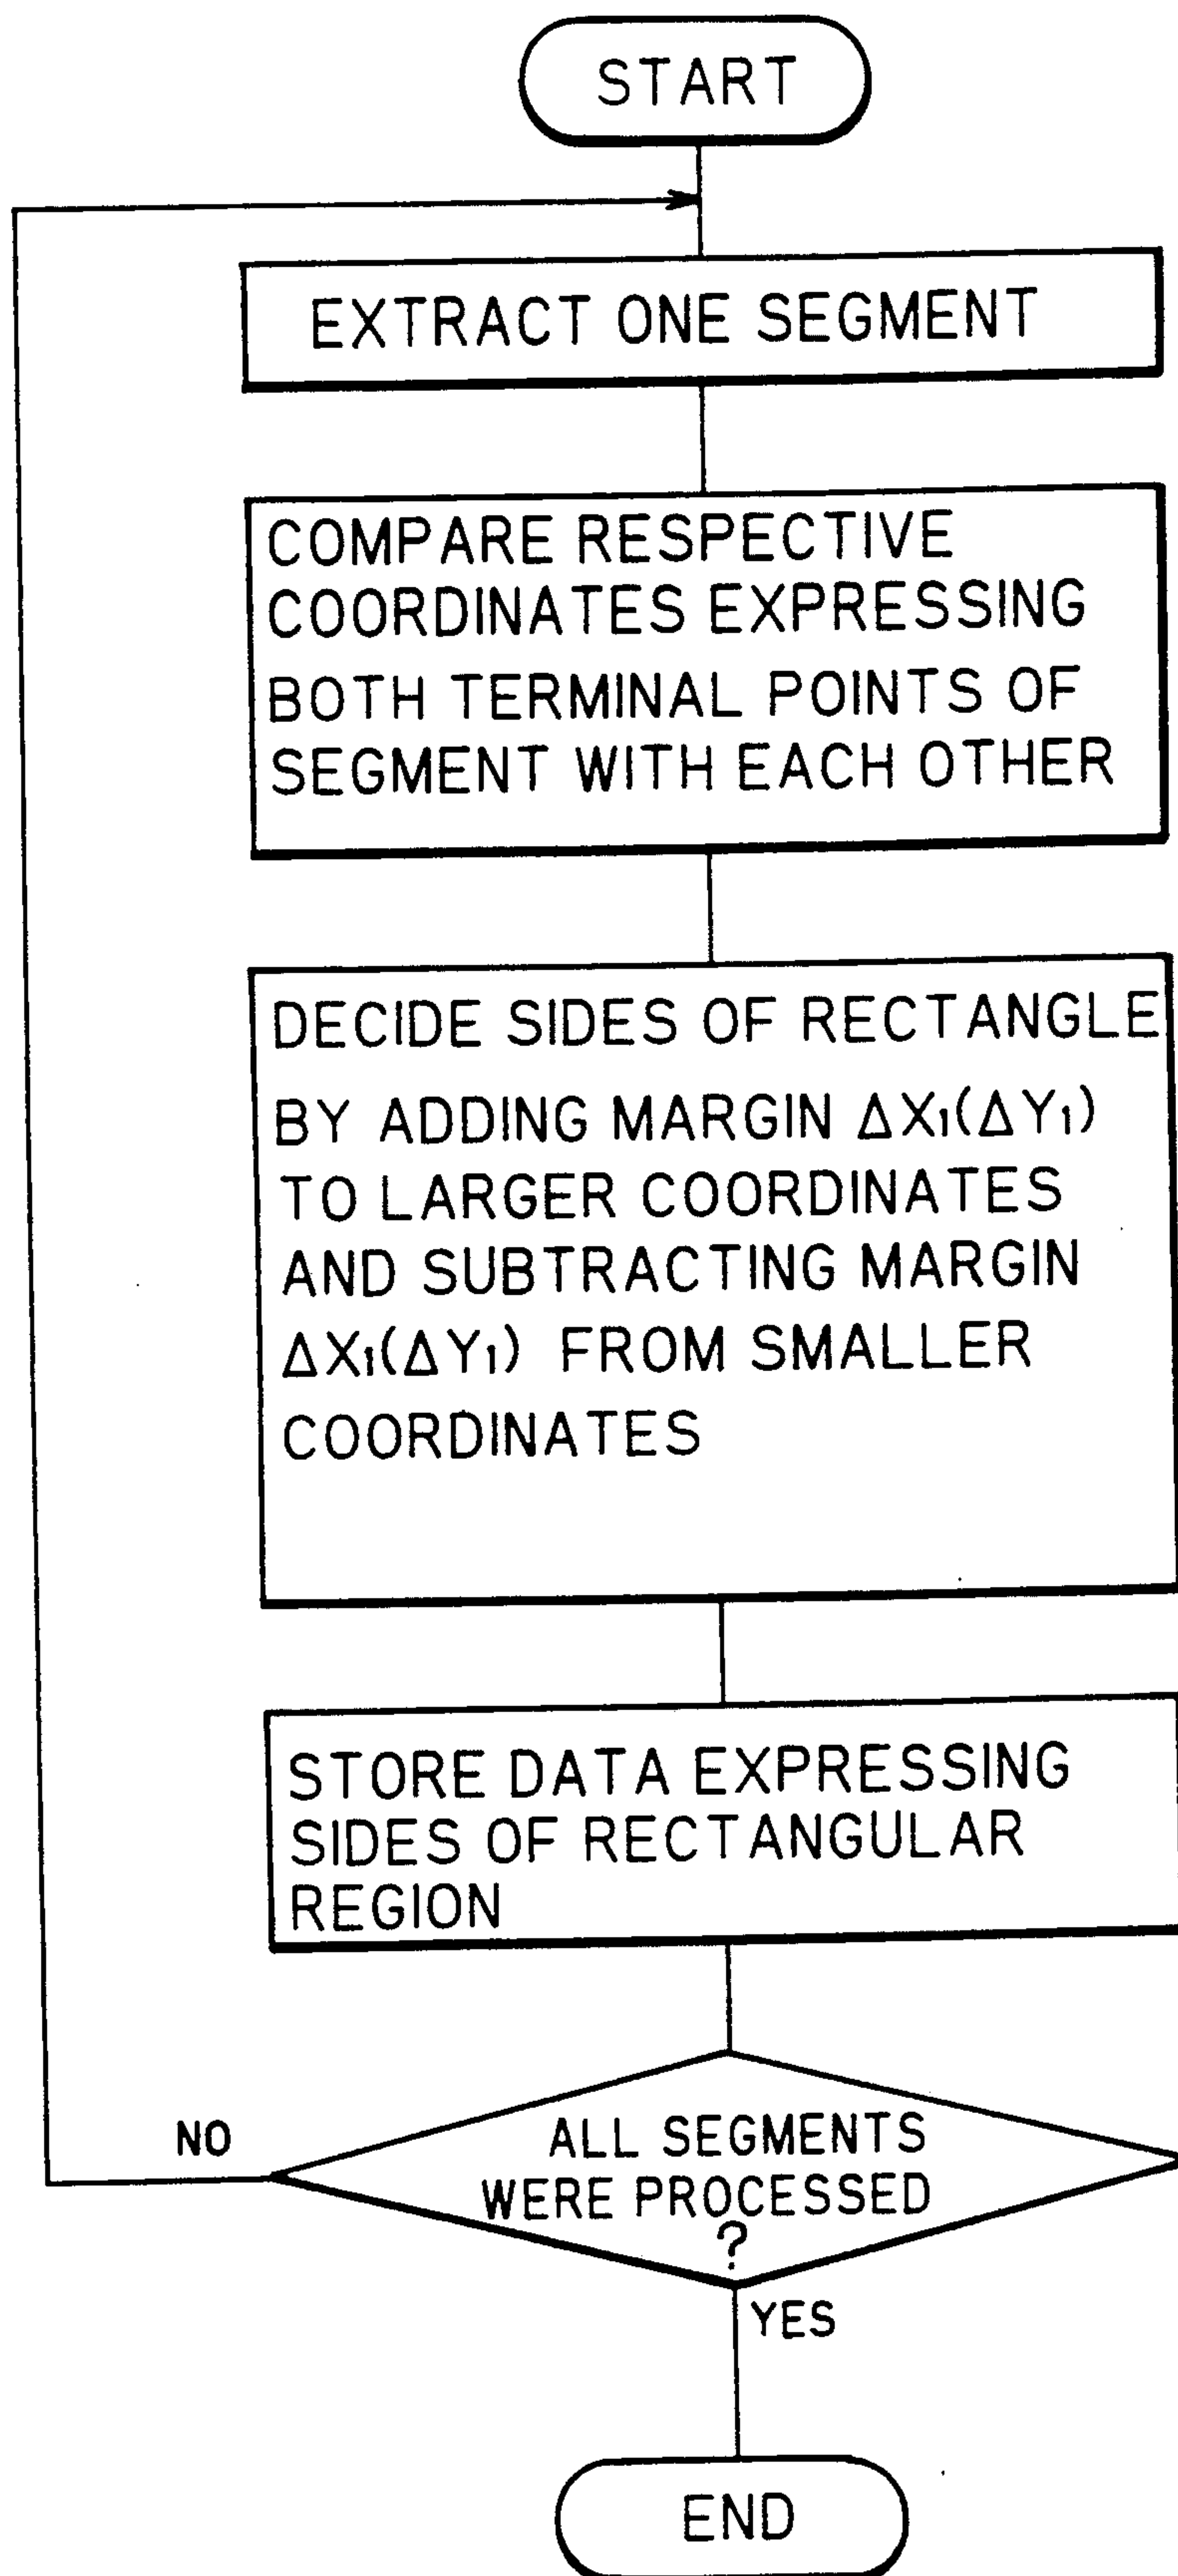 START
EXTRACT ONE SEGMENT
COMPARE RESPECTIVE
COORDINATES EXPRESSING
BOTH TERMINAL POINTS OF
SEGMENT WITH EACH OTHER
DECIDE SIDES OF RECTANGLE
BY ADDING MARGIN ΔX₁(ΔY₁)
TO LARGER COORDINATES
AND SUBTRACTING MARGIN
ΔX₁(ΔY₁) FROM SMALLER
COORDINATES
STORE DATA EXPRESSING
SIDES OF RECTANGULAR
REGION
NO
ALL SEGMENTS
WERE PROCESSED
?
YES
END